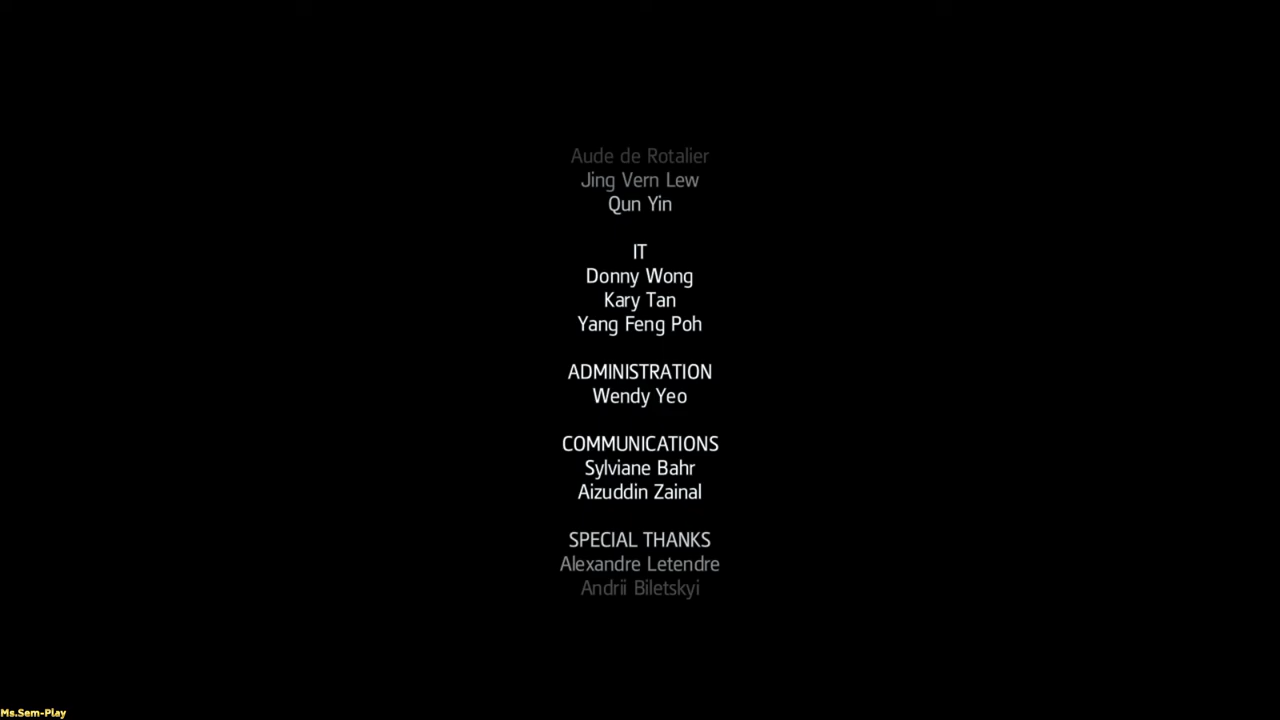 Aude de Rotalier
Jing Vern Lew
Qun Yin
IT
Donny Wong
Kary Tan
Yang Feng Poh
ADMINISTRATION
Wendy Yeo
COMMUNICATIONS
Sylviane Bahr
Aizuddin Zainal
SPECIAL THANKS
Alexandre Letendre
Andrii Biletskyi
Ms.Sem-Play